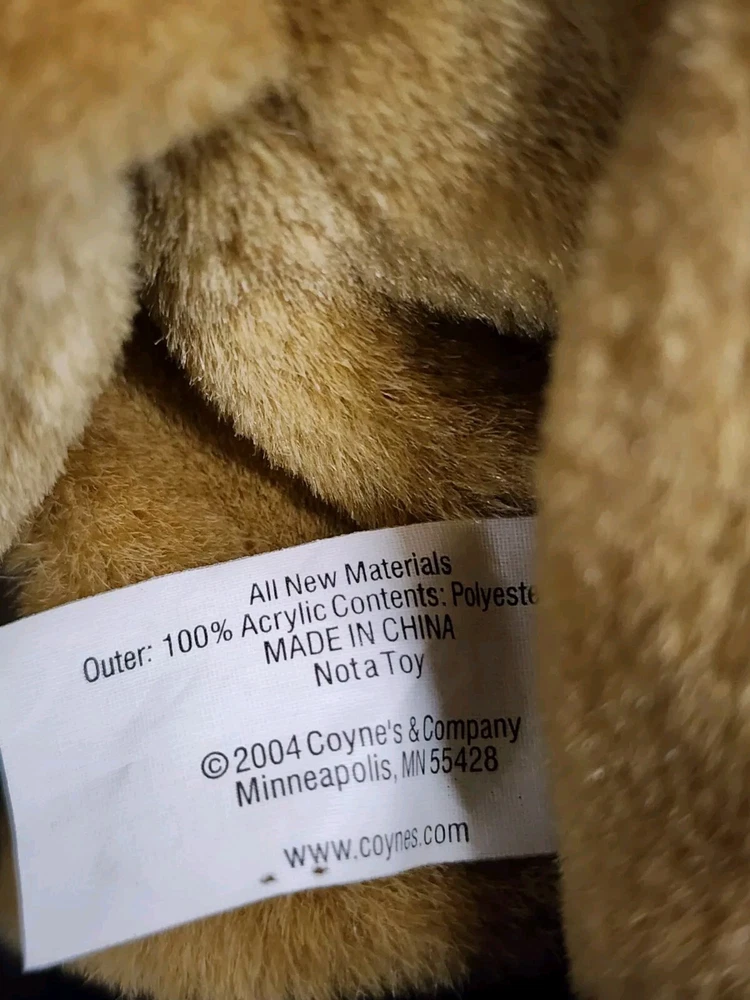 All New Materials
Outer: 100% Acrylic Contents: Polyeste
MADE IN CHINA
Not a Toy
©2004 Coyne's & Company
Minneapolis, MN 55428
www.coynes.com